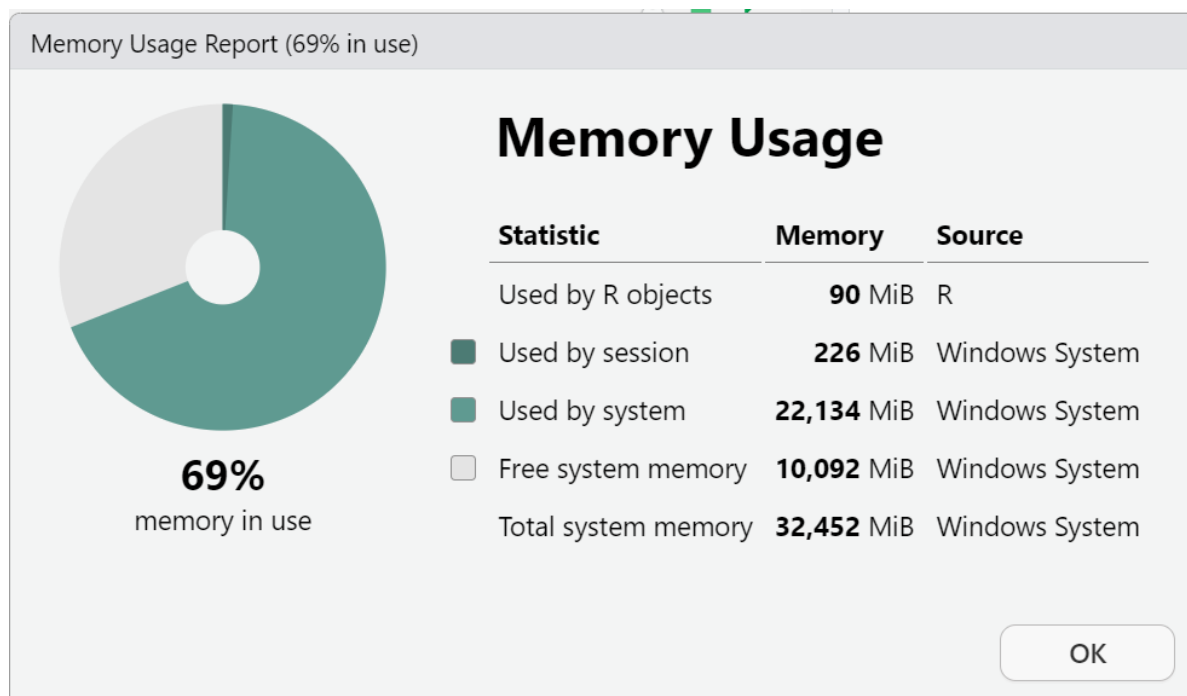 Memory Usage Report (69% in use)
Memory Usage
Statistic Memory Source
Used by R objects 90 MiB R
Used by session 226 MiB Windows System
Used by system 22,134 MiB Windows System
Free system memory 10,092 MiB Windows System
Total system memory 32,452 MiB Windows System
69%
memory in use
OK